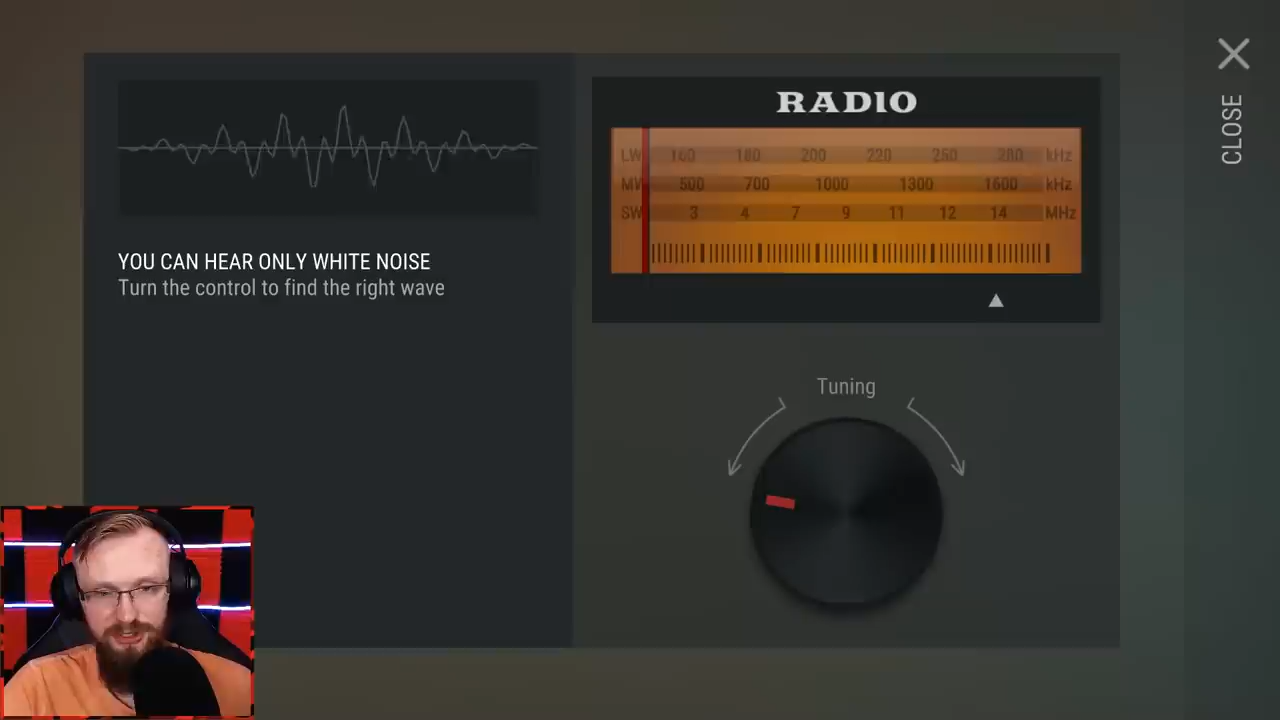 RADIO
LW 160 180 200 220 250 280 kHz
MW 500 700 1000 1300 1600 kHz
SW 3 4 7 9 11 12 14 MHz
YOU CAN HEAR ONLY WHITE NOISE
Turn the control to find the right wave
Tuning
CLOSE